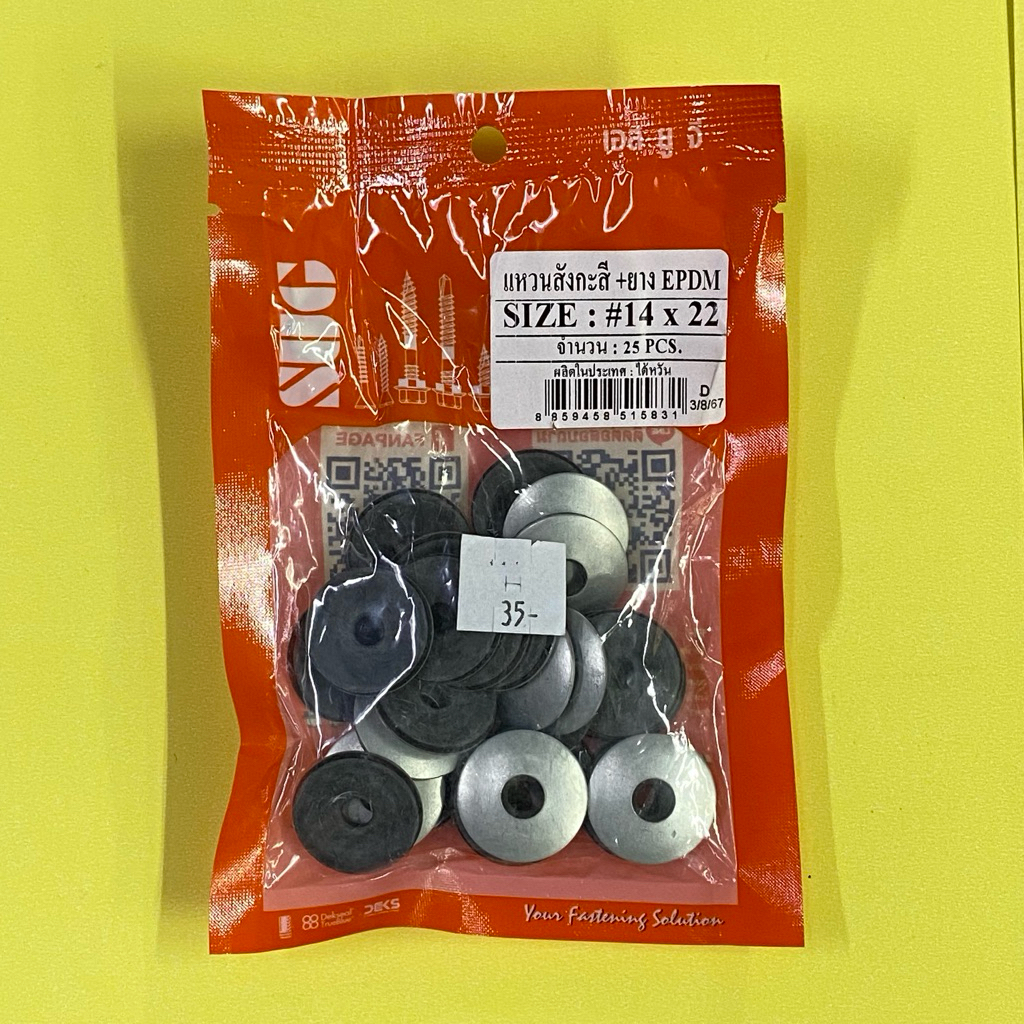 เอส ยู จี
SUG
แหวนสังกะสี +ยาง EPDM
SIZE : #14 x 22
จำนวน : 25 PCS.
ผลิตในประเทศ : ไต้หวัน
8 859458 515831
D
3/8/67
FANPAGE
H
35-
DEKS
Your Fastening Solution